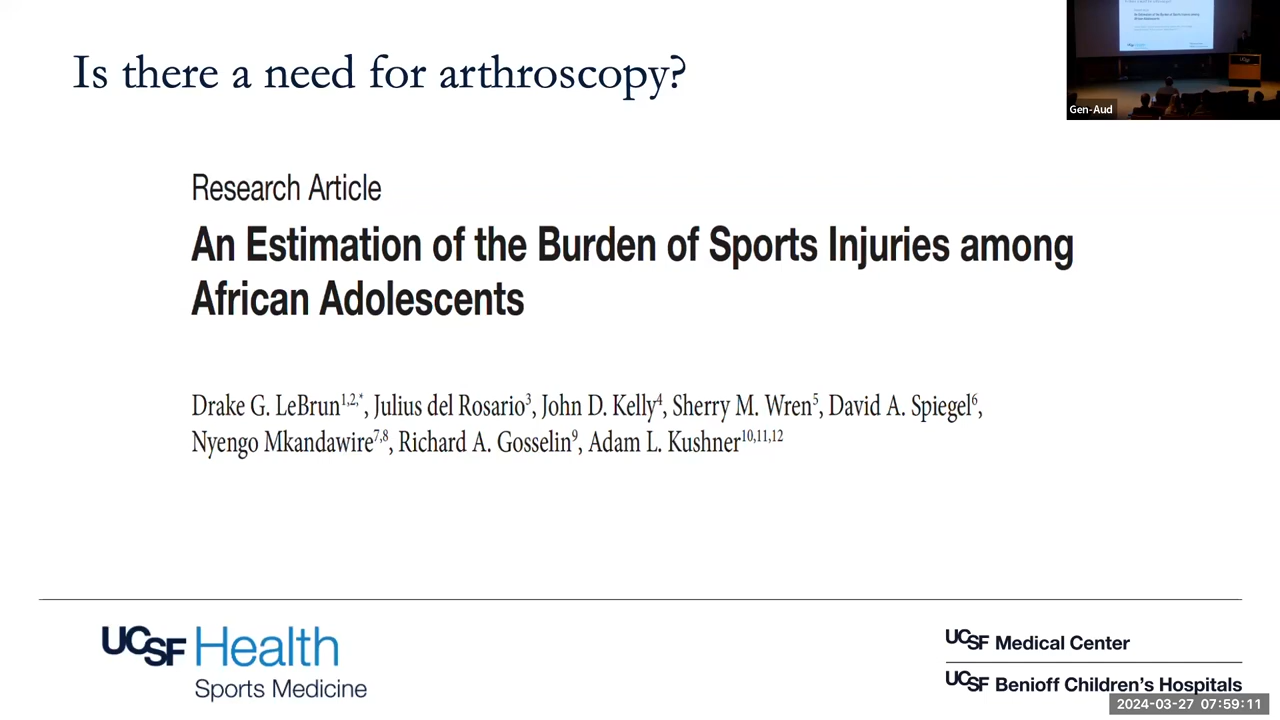 Is there a need for arthroscopy?
Gen-Aud
Research Article
An Estimation of the Burden of Sports Injuries among
African Adolescents
Drake G. LeBrun1,2,*, Julius del Rosario3, John D. Kelly4, Sherry M. Wren5, David A. Spiegel6,
Nyengo Mkandawire7,8, Richard A. Gosselin9, Adam L. Kushner10,11,12
UCSF Health
Sports Medicine
UCSF Medical Center
UCSF Benioff Children's Hospitals
2024-03-27 07:59:11